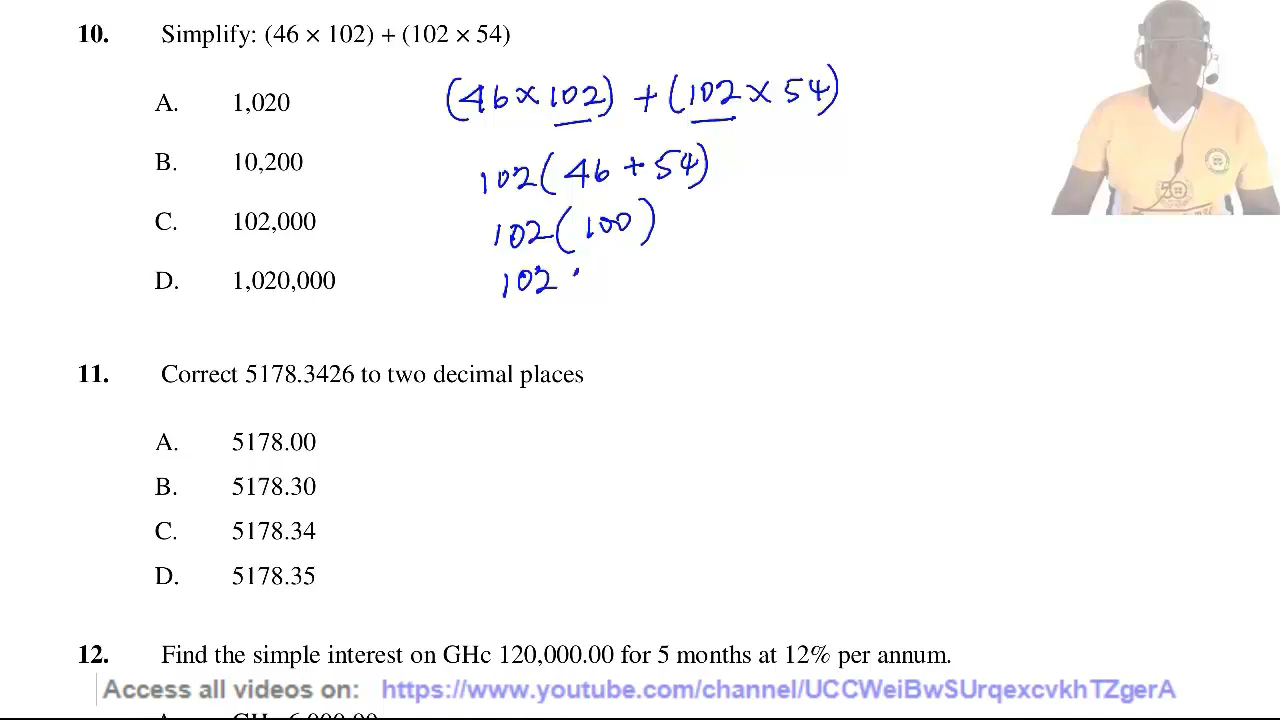 10. Simplify: (46 × 102) + (102 × 54)
A. 1,020
(46 × 102) + (102 × 54)
B. 10,200
102(46 + 54)
C. 102,000
102(100)
D. 1,020,000
102
11. Correct 5178.3426 to two decimal places
A. 5178.00
B. 5178.30
C. 5178.34
D. 5178.35
12. Find the simple interest on GHc 120,000.00 for 5 months at 12% per annum.
Access all videos on: https://www.youtube.com/channel/UCCWeiBwSUrqexcvkhTZgerA
50